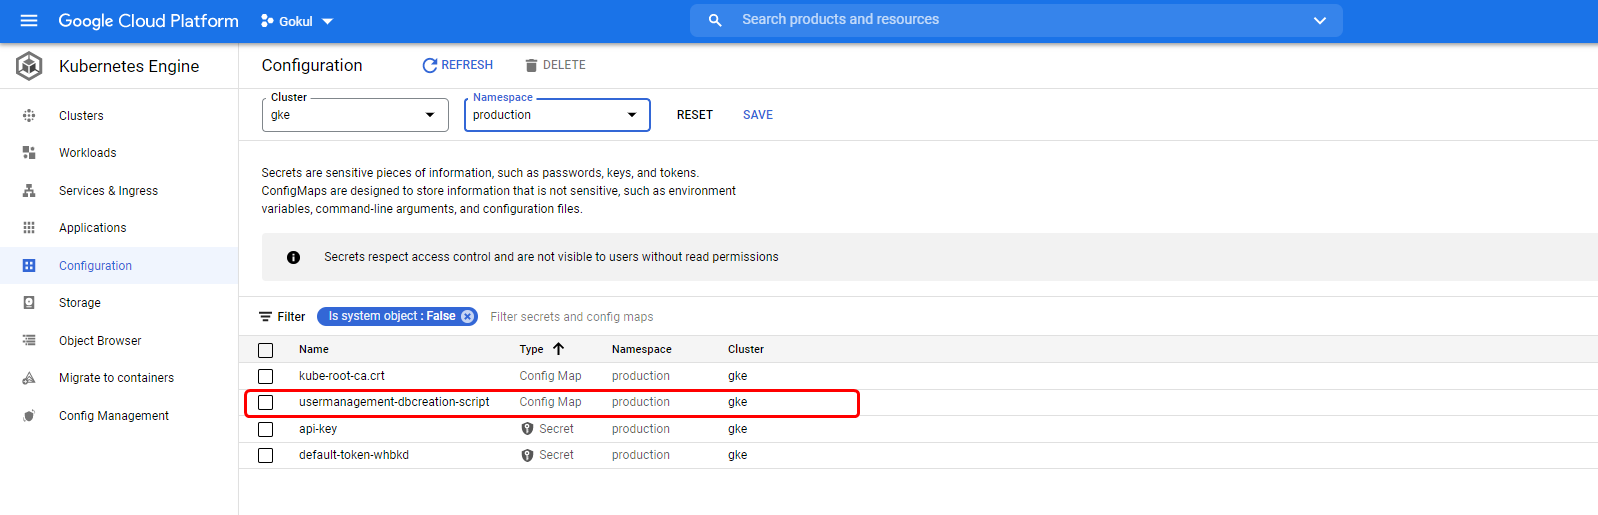 Google Cloud Platform
Gokul
Search products and resources
Kubernetes Engine
Configuration
REFRESH
DELETE
Clusters
Workloads
Services & Ingress
Applications
Configuration
Storage
Object Browser
Migrate to containers
Config Management
Cluster
gke
Namespace
production
RESET
SAVE
Secrets are sensitive pieces of information, such as passwords, keys, and tokens.
ConfigMaps are designed to store information that is not sensitive, such as environment
variables, command-line arguments, and configuration files.
Secrets respect access control and are not visible to users without read permissions
Filter
Is system object : False
Filter secrets and config maps
Name Type Namespace Cluster
kube-root-ca.crt Config Map production gke
usermanagement-dbcreation-script Config Map production gke
api-key Secret production gke
default-token-whbkd Secret production gke